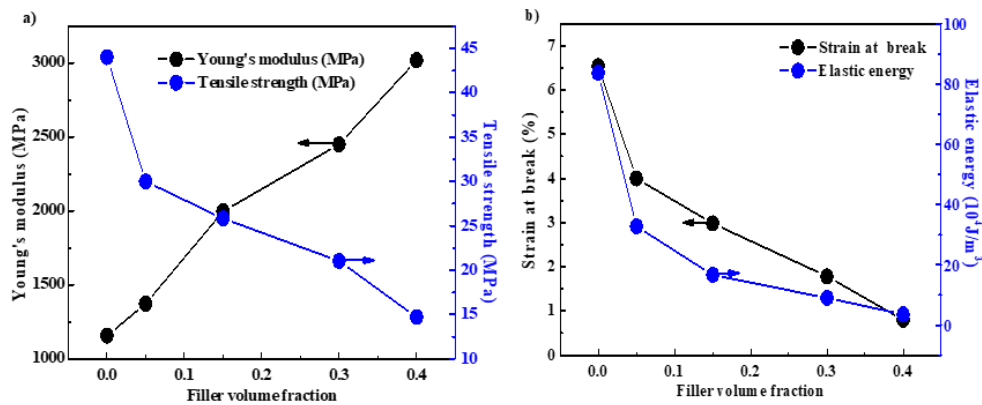 a)
Young's modulus (MPa)
Tensile strength (MPa)
3000
2500
2000
1500
1000
Young's modulus (MPa)
45
40
35
30
25
20
15
10
Tensile strength (MPa)
0.0 0.1 0.2 0.3 0.4
Filler volume fraction
b)
Strain at break
Elastic energy
7
6
5
4
3
2
1
0
Strain at break (%)
100
80
60
40
20
0
Elastic energy (10⁴J/m³)
0.0 0.1 0.2 0.3 0.4
Filler volume fraction